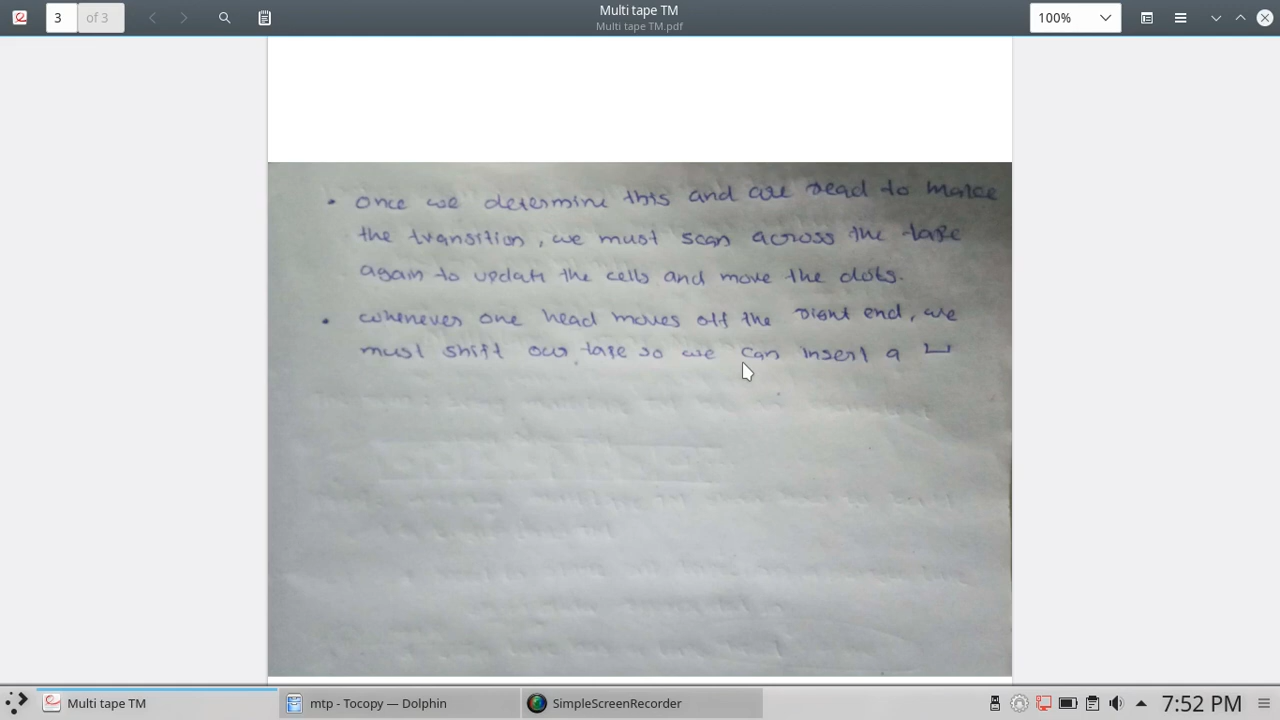 3
of 3
Multi tape TM
Multi tape TM.pdf
100%
• Once we determine this and are read to make
the transition, we must scan across the tape
again to update the cells and move the dots.
• Whenever one head moves off the right end, we
must shift our tape so we can insert a ⊔
Multi tape TM
mtp - Tocopy — Dolphin
SimpleScreenRecorder
7:52 PM